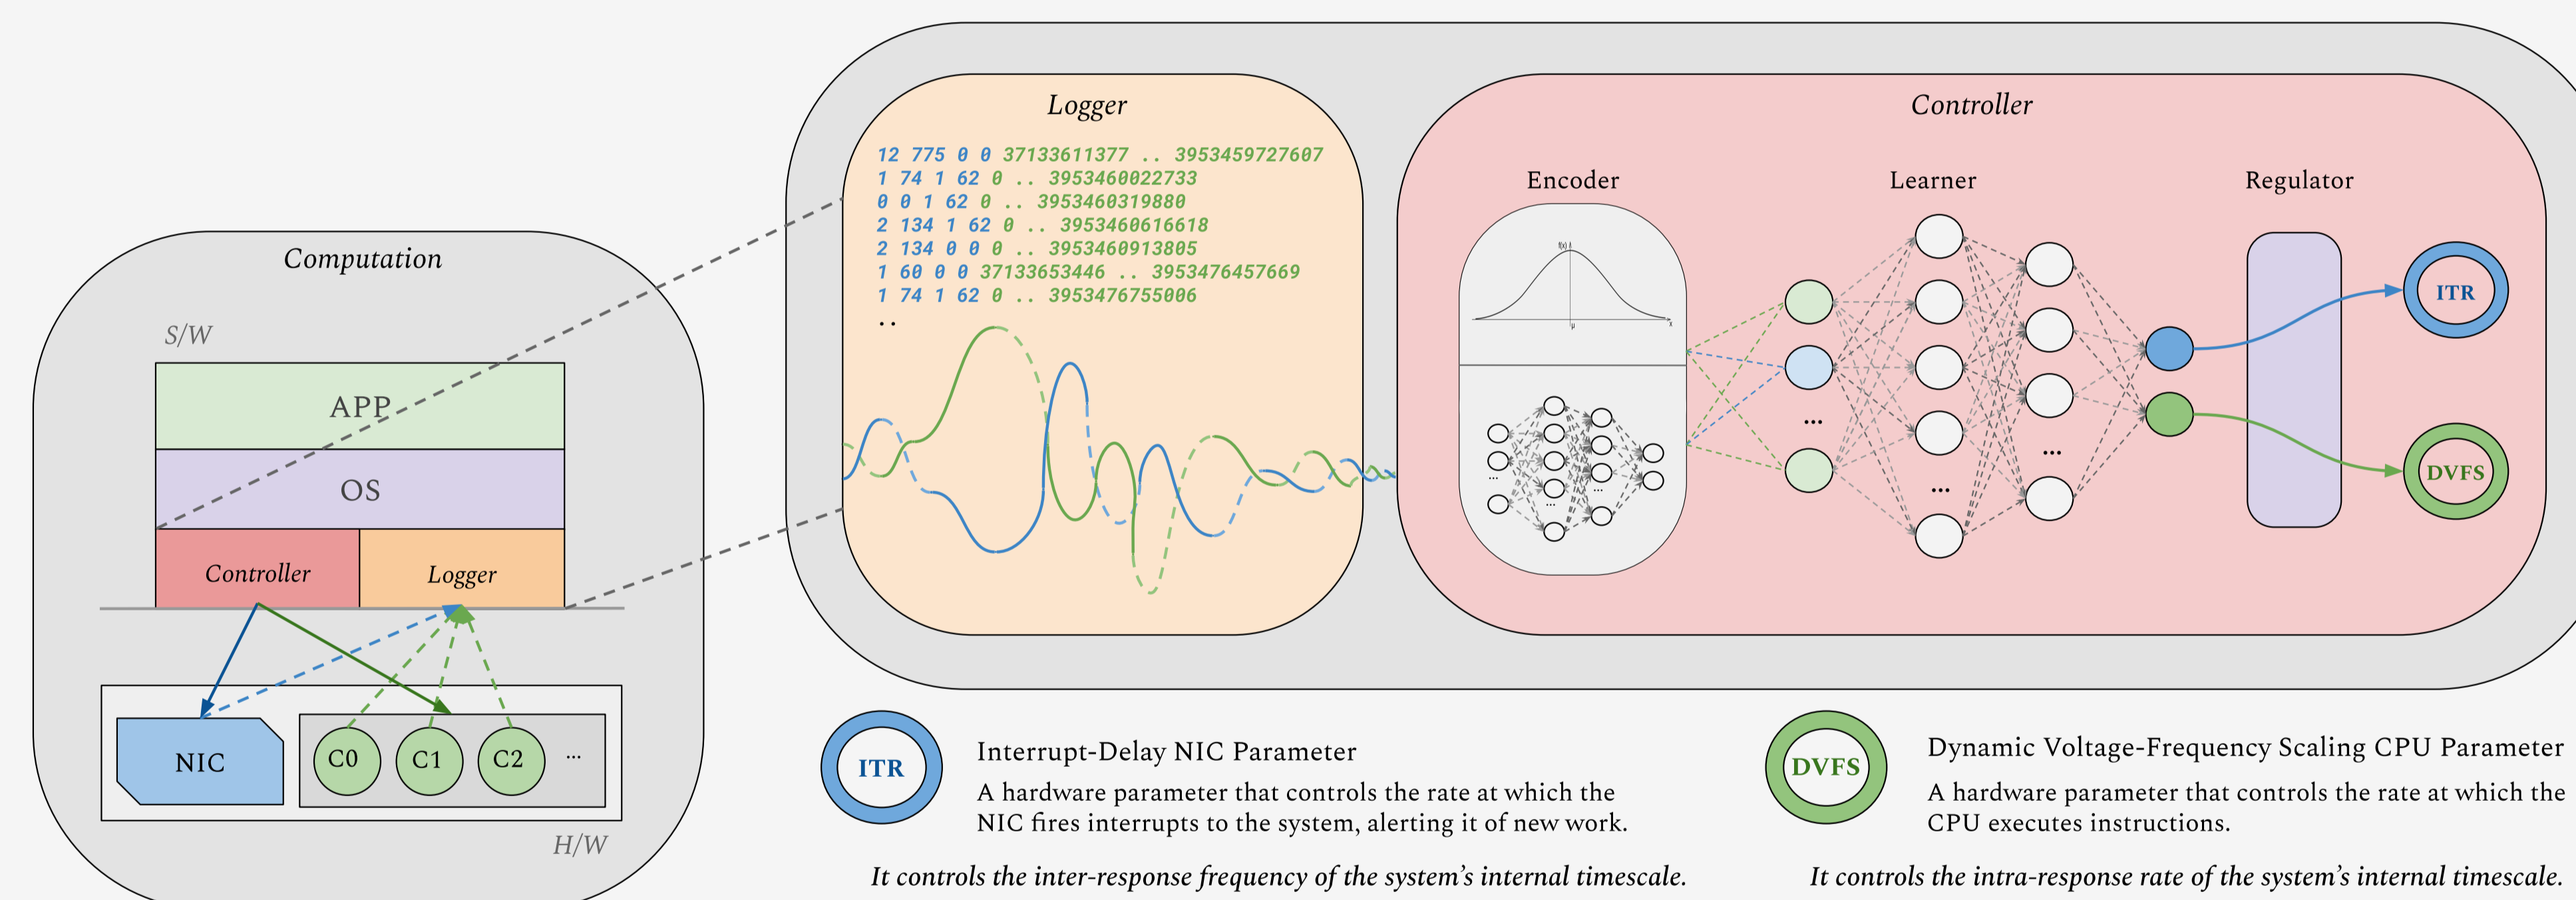 Computation
S/W
APP
OS
Controller
Logger
NIC
C0
C1
C2
...
H/W
Logger
12 775 0 0 37133611377 .. 3953459727607
1 74 1 62 0 .. 3953460022733
0 0 1 62 0 .. 3953460319880
2 134 1 62 0 .. 3953460616618
2 134 0 0 0 .. 3953460913805
1 60 0 0 37133653446 .. 3953476457669
1 74 1 62 0 .. 3953476755006
..
Controller
Encoder
f(x)
μ
x
...
...
...
Learner
...
...
...
Regulator
ITR
DVFS
ITR
Interrupt-Delay NIC Parameter
A hardware parameter that controls the rate at which the
NIC fires interrupts to the system, alerting it of new work.
It controls the inter-response frequency of the system's internal timescale.
DVFS
Dynamic Voltage-Frequency Scaling CPU Parameter
A hardware parameter that controls the rate at which the
CPU executes instructions.
It controls the intra-response rate of the system's internal timescale.